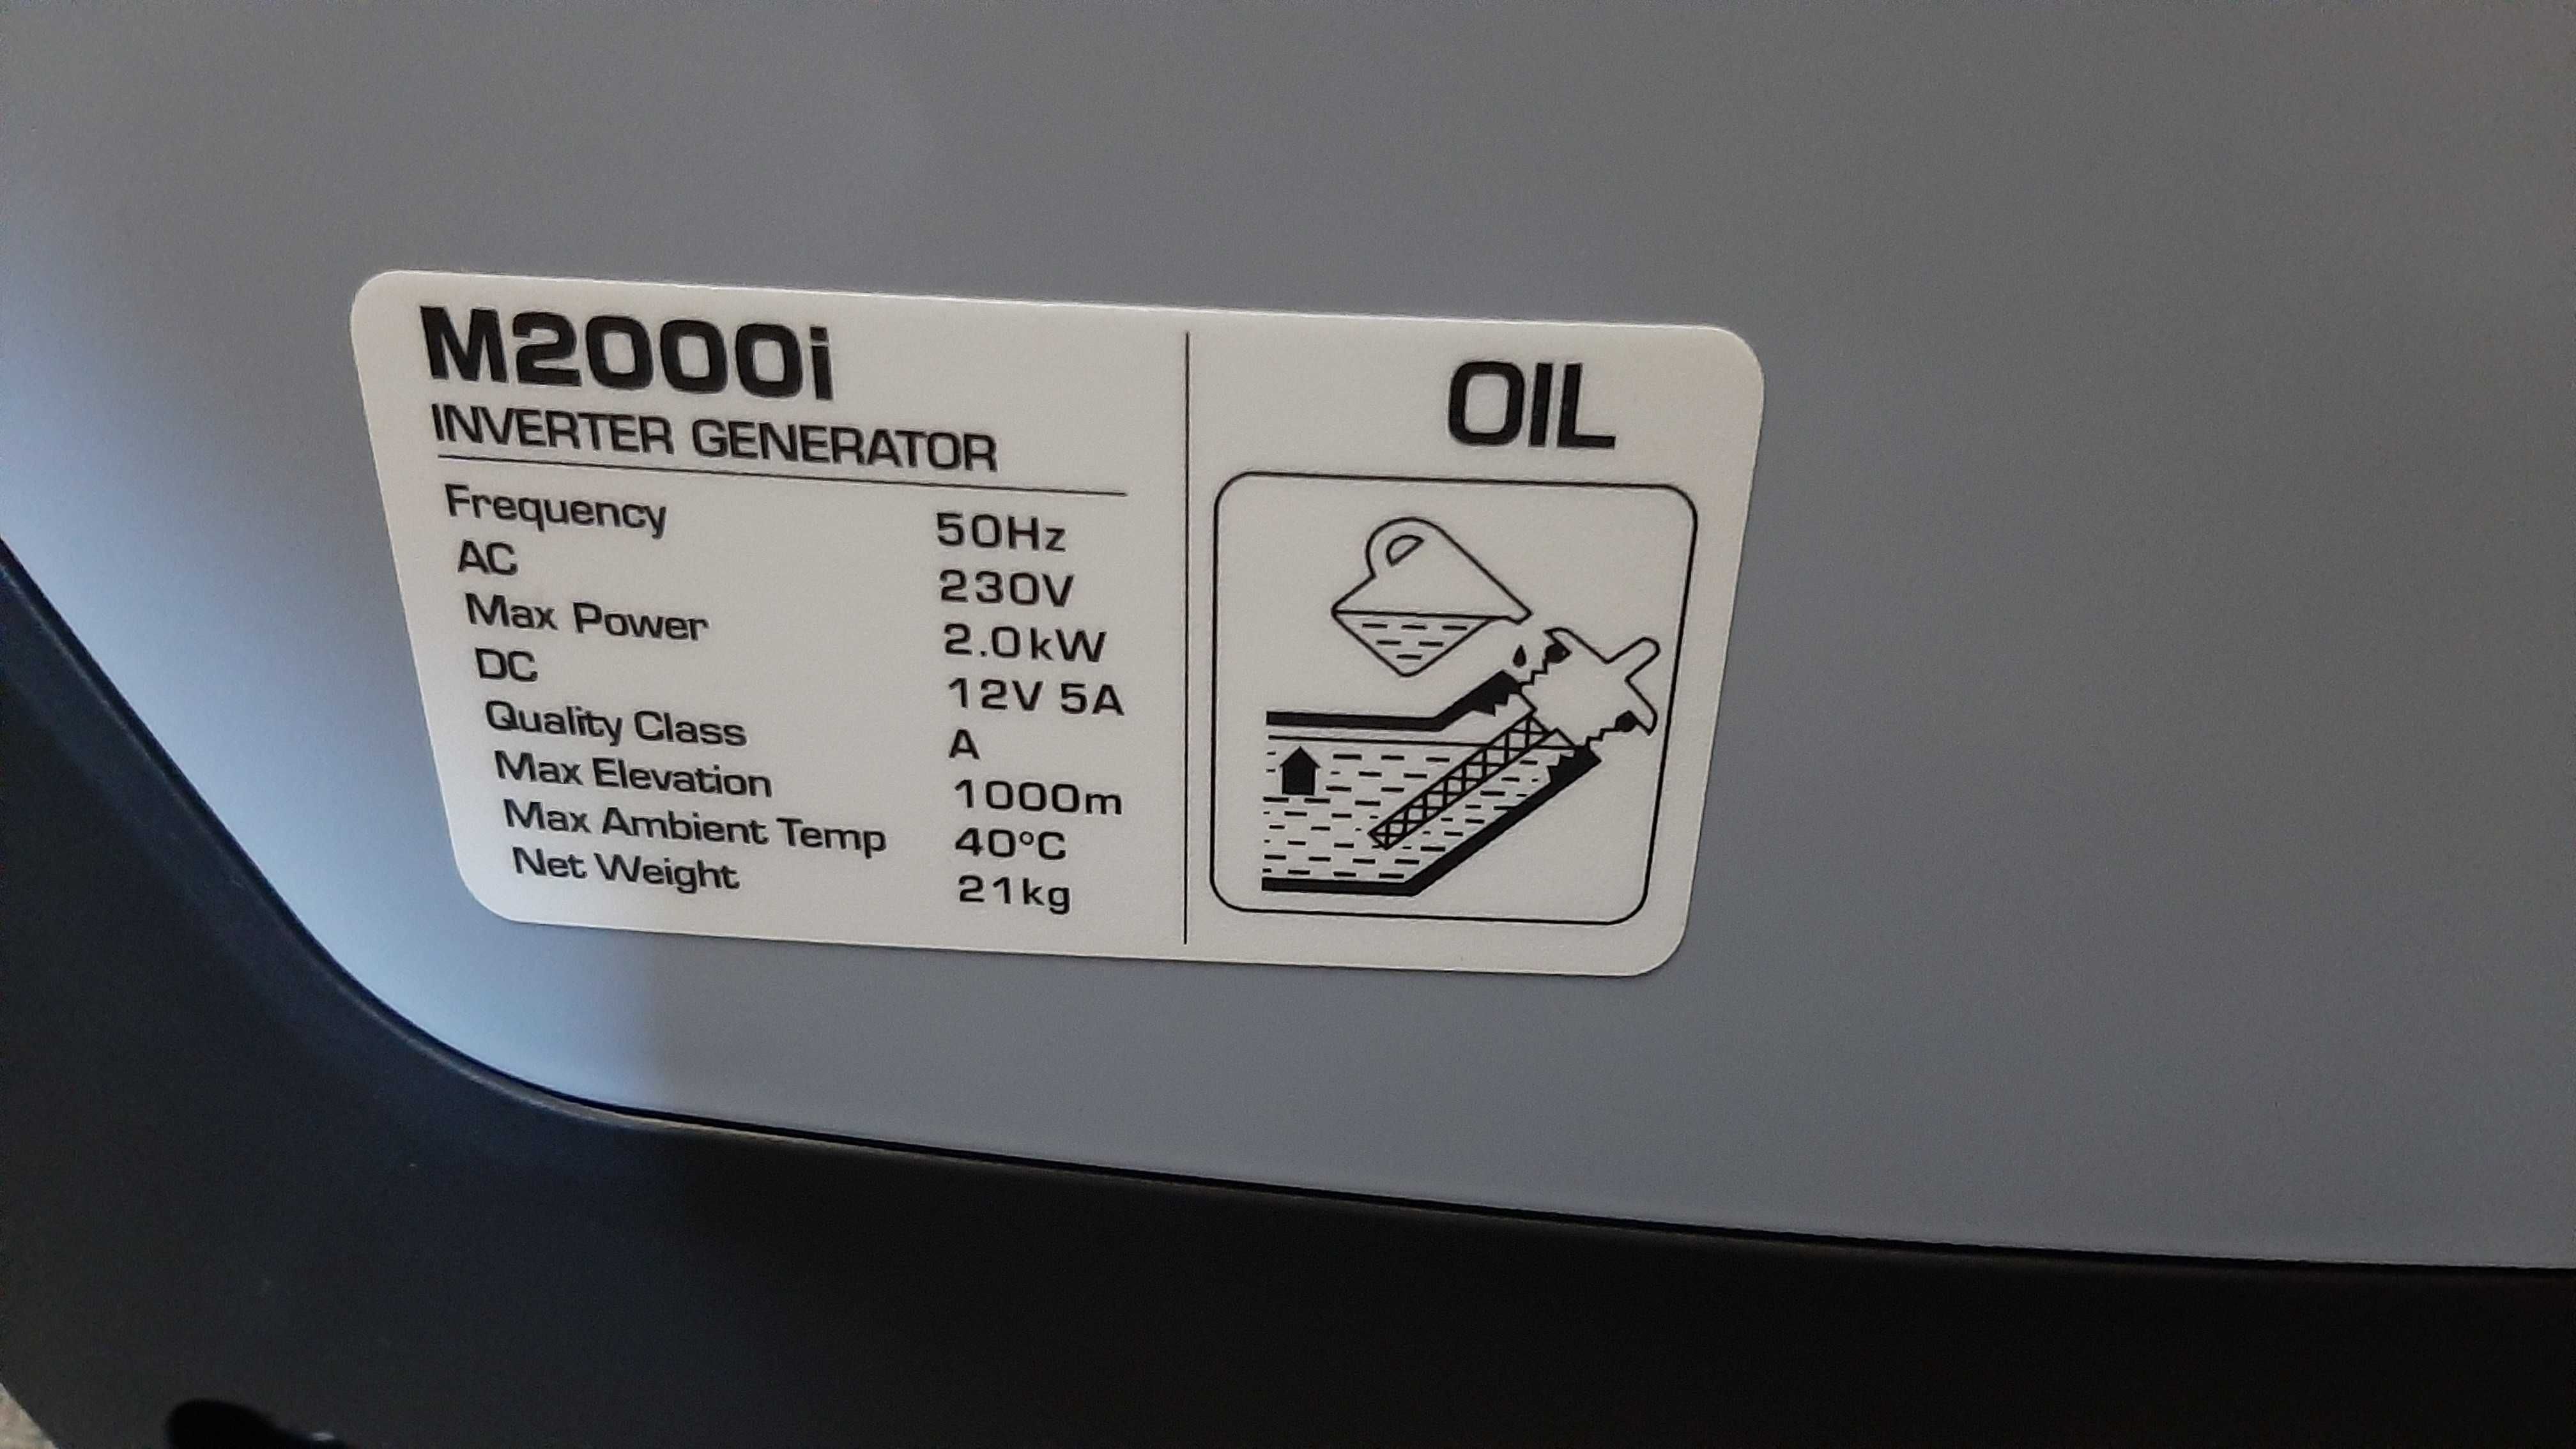 M2000i
INVERTER GENERATOR
Frequency 50Hz
AC 230V
Max Power 2.0kW
DC 12V 5A
Quality Class A
Max Elevation 1000m
Max Ambient Temp 40°C
Net Weight 21kg
OIL